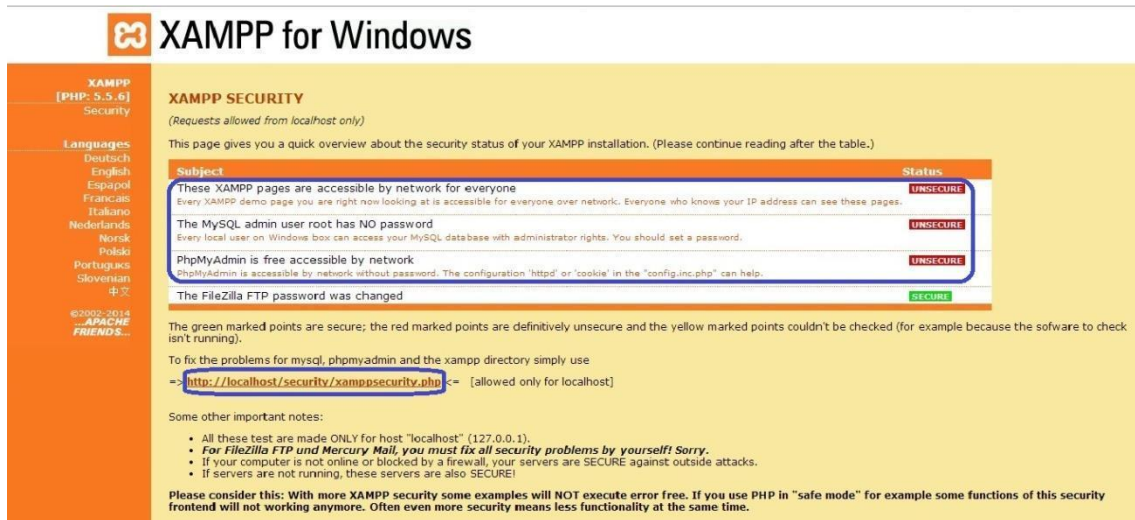 XAMPP for Windows
XAMPP
[PHP: 5.5.6]
Security
Languages
Deutsch
English
Espapol
Francais
Italiano
Nederlands
Norsk
Polski
Portugues
Slovenian
中文
©2002-2014
...APACHE
FRIENDS...
XAMPP SECURITY
(Requests allowed from localhost only)
This page gives you a quick overview about the security status of your XAMPP installation. (Please continue reading after the table.)
Subject Status
These XAMPP pages are accessible by network for everyone UNSECURE
Every XAMPP demo page you are right now looking at is accessible for everyone over network. Everyone who knows your IP address can see these pages.
The MySQL admin user root has NO password UNSECURE
Every local user on Windows box can access your MySQL database with administrator rights. You should set a password.
PhpMyAdmin is free accessible by network UNSECURE
PhpMyAdmin is accessible by network without password. The configuration 'httpd' or 'cookie' in the "config.inc.php" can help.
The FileZilla FTP password was changed SECURE
The green marked points are secure; the red marked points are definitively unsecure and the yellow marked points couldn't be checked (for example because the sofware to check
isn't running).
To fix the problems for mysql, phpmyadmin and the xampp directory simply use
=> http://localhost/security/xamppsecurity.php <= [allowed only for localhost]
Some other important notes:
• All these test are made ONLY for host "localhost" (127.0.0.1).
• For FileZilla FTP und Mercury Mail, you must fix all security problems by yourself! Sorry.
• If your computer is not online or blocked by a firewall, your servers are SECURE against outside attacks.
• If servers are not running, these servers are also SECURE!
Please consider this: With more XAMPP security some examples will NOT execute error free. If you use PHP in "safe mode" for example some functions of this security
frontend will not working anymore. Often even more security means less functionality at the same time.